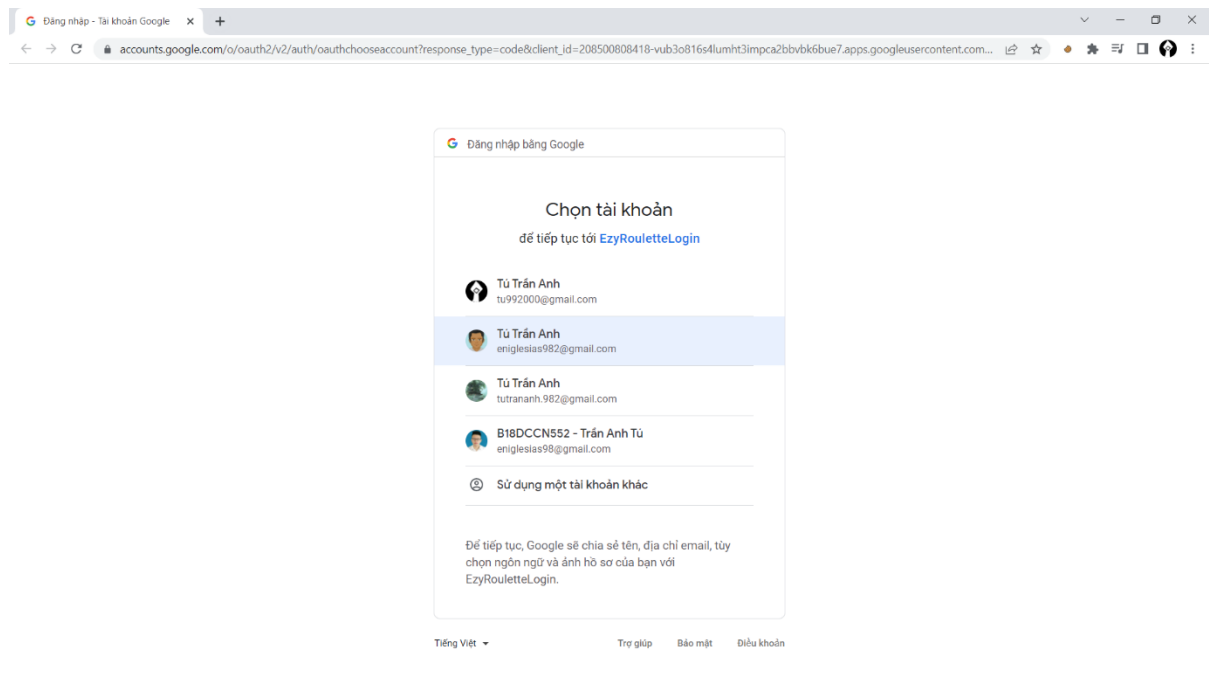 Đăng nhập - Tài khoản Google
accounts.google.com/o/oauth2/v2/auth/oauthchooseaccount?response_type=code&client_id=208500808418-vub3o816s4lumht3impca2bbvbk6bue7.apps.googleusercontent.com...
Đăng nhập bằng Google
Chọn tài khoản
để tiếp tục tới EzyRouletteLogin
Tú Trần Anh
tu992000@gmail.com
Tú Trần Anh
eniglesias982@gmail.com
Tú Trần Anh
tutrananh.982@gmail.com
B18DCCN552 - Trần Anh Tú
eniglesias98@gmail.com
Sử dụng một tài khoản khác
Để tiếp tục, Google sẽ chia sẻ tên, địa chỉ email, tùy
chọn ngôn ngữ và ảnh hồ sơ của bạn với
EzyRouletteLogin.
Tiếng Việt Trợ giúp Bảo mật Điều khoản